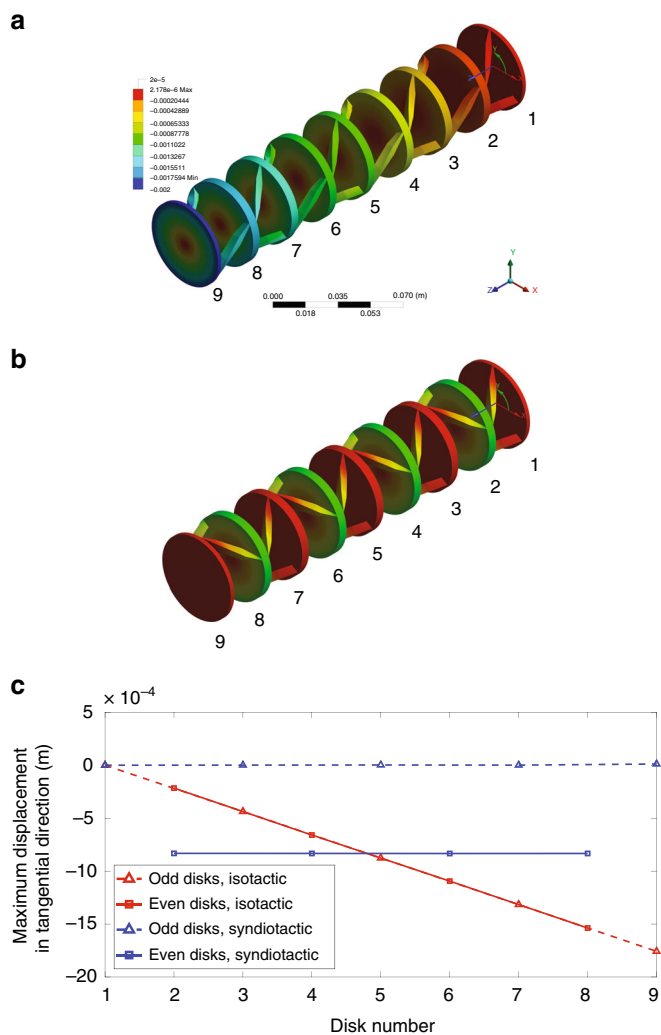 a
2e-5
2.178e-6 Max
−0.00020444
−0.00042889
−0.00065333
−0.00087778
−0.0011022
−0.0013267
−0.0015511
−0.0017594 Min
−0.002
Y
Z
1
2
3
4
5
6
7
8
9
0.000 0.035 0.070 (m)
0.018 0.053
Y
Z X
b
Y
X
1
2
3
4
5
6
7
8
9
c
× 10⁻⁴
5
0
−5
−10
−15
−20
Maximum displacement
in tangential direction (m)
Odd disks, isotactic
Even disks, isotactic
Odd disks, syndiotactic
Even disks, syndiotactic
1 2 3 4 5 6 7 8 9
Disk number